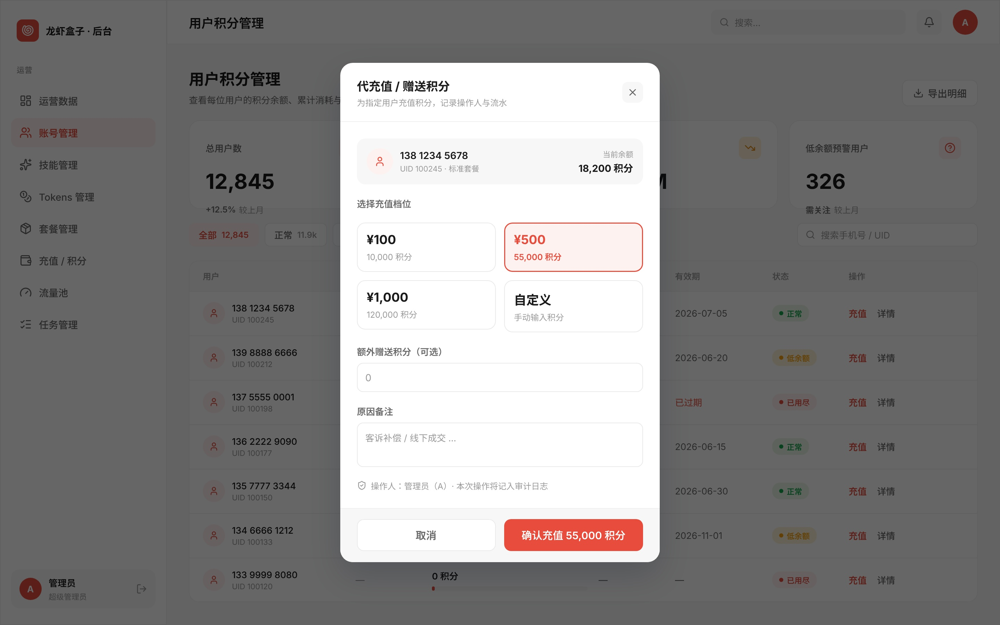 龙虾盒子 · 后台
运营
运营数据
账号管理
技能管理
Tokens 管理
套餐管理
充值 / 积分
流量池
任务管理
A
管理员
超级管理员
用户积分管理
搜索...
A
用户积分管理
查看每位用户的积分余额、累计消耗与
导出明细
总用户数
12,845
+12.5% 较上月
低余额预警用户
326
需关注 较上月
全部 12,845
正常 11.9k
搜索手机号 / UID
用户
有效期
状态
操作
138 1234 5678
UID 100245
2026-07-05
正常
充值
详情
139 8888 6666
UID 100212
2026-06-20
低余额
充值
详情
137 5555 0001
UID 100198
已过期
已用尽
充值
详情
136 2222 9090
UID 100177
2026-06-15
正常
充值
详情
135 7777 3344
UID 100150
2026-06-30
正常
充值
详情
134 6666 1212
UID 100133
2026-11-01
低余额
充值
详情
133 9999 8080
UID 100120
—
0 积分
—
—
已用尽
充值
详情
代充值 / 赠送积分
为指定用户充值积分，记录操作人与流水
138 1234 5678
UID 100245 · 标准套餐
当前余额
18,200 积分
选择充值档位
¥100
10,000 积分
¥500
55,000 积分
¥1,000
120,000 积分
自定义
手动输入积分
额外赠送积分（可选）
0
原因备注
客诉补偿 / 线下成交 ...
操作人：管理员（A）· 本次操作将记入审计日志
取消
确认充值 55,000 积分